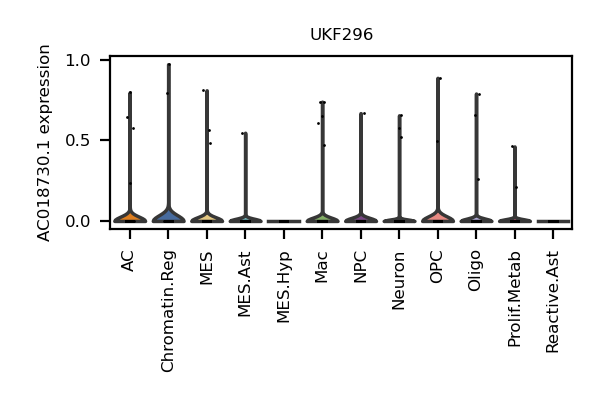 UKF296
AC018730.1 expression
1.0
0.5
0.0
AC
Chromatin.Reg
MES
MES.Ast
MES.Hyp
Mac
NPC
Neuron
OPC
Oligo
Prolif.Metab
Reactive.Ast